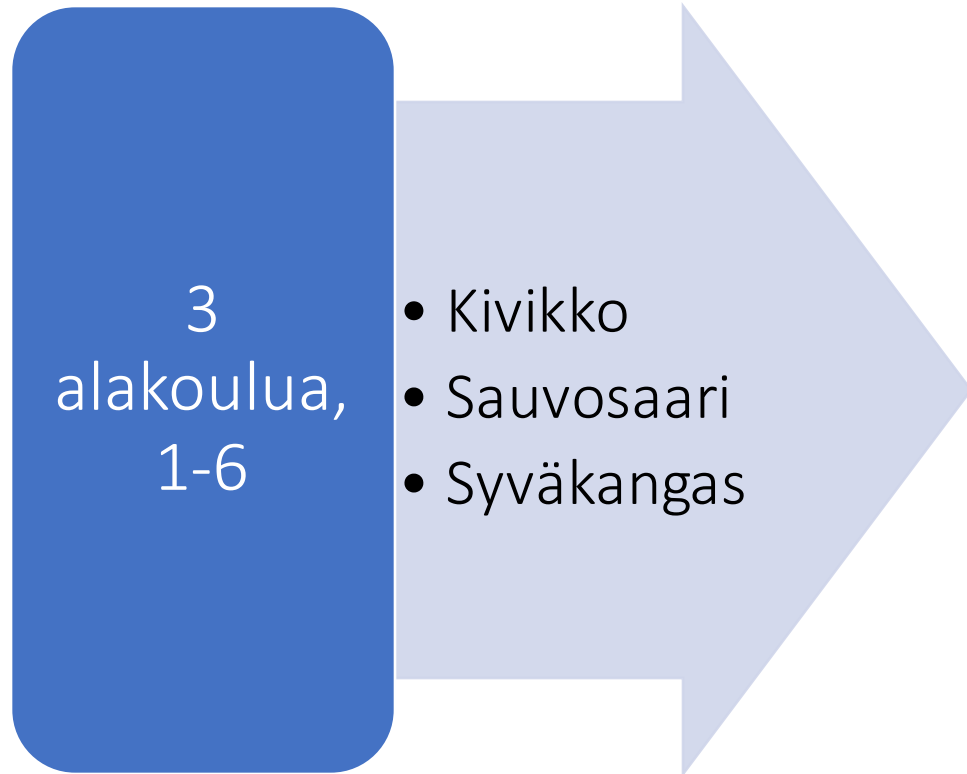 3
alakoulua,
1-6
• Kivikko
• Sauvosaari
• Syväkangas